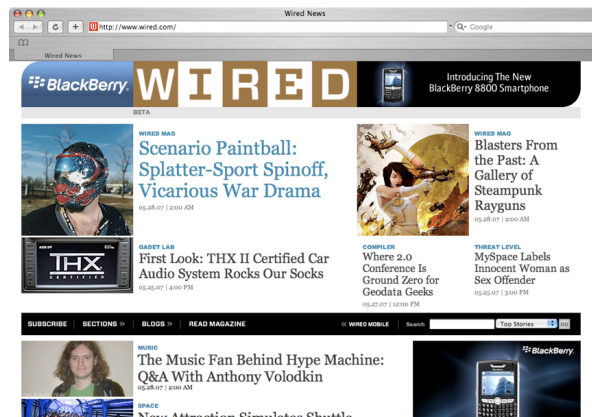 Wired News
http://www.wired.com/
Google
Wired News
BlackBerry.
WIRED
Introducing The New
BlackBerry 8800 Smartphone
BETA
WIRED MAG
Scenario Paintball:
Splatter-Sport Spinoff,
Vicarious War Drama
05.28.07 | 2:00 AM
WIRED MAG
Blasters From
the Past: A
Gallery of
Steampunk
Rayguns
05.28.07 | 2:00 AM
THX
CERTIFIED
GADET LAB
First Look: THX II Certified Car
Audio System Rocks Our Socks
05.25.07 | 4:00 PM
COMPILER
Where 2.0
Conference Is
Ground Zero for
Geodata Geeks
05.27.07 | 12:00 PM
THREAT LEVEL
MySpace Labels
Innocent Woman as
Sex Offender
05.25.07 | 3:00 PM
SUBSCRIBE | SECTIONS >> | BLOGS >> | READ MAGAZINE << WIRED MOBILE | Search Top Stories GO
MUSIC
The Music Fan Behind Hype Machine:
Q&A With Anthony Volodkin
05.28.07 | 2:00 AM
BlackBerry.
SPACE
New Attraction Simulates Shuttle